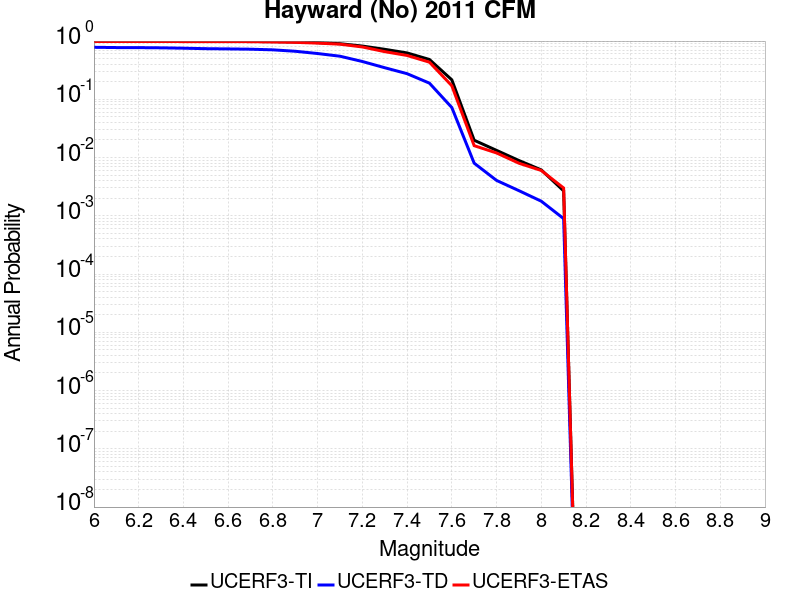 Hayward (No) 2011 CFM
Annual Probability
10^0
10^-1
10^-2
10^-3
10^-4
10^-5
10^-6
10^-7
10^-8
6 6.2 6.4 6.6 6.8 7 7.2 7.4 7.6 7.8 8 8.2 8.4 8.6 8.8 9
Magnitude
UCERF3-TI UCERF3-TD UCERF3-ETAS